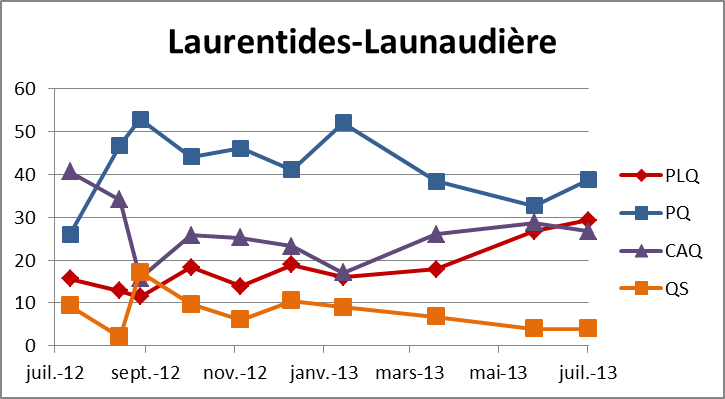 Laurentides-Launaudière
60
50
40
30
20
10
0
juil.-12 sept.-12 nov.-12 janv.-13 mars-13 mai-13 juil.-13
PLQ
PQ
CAQ
QS